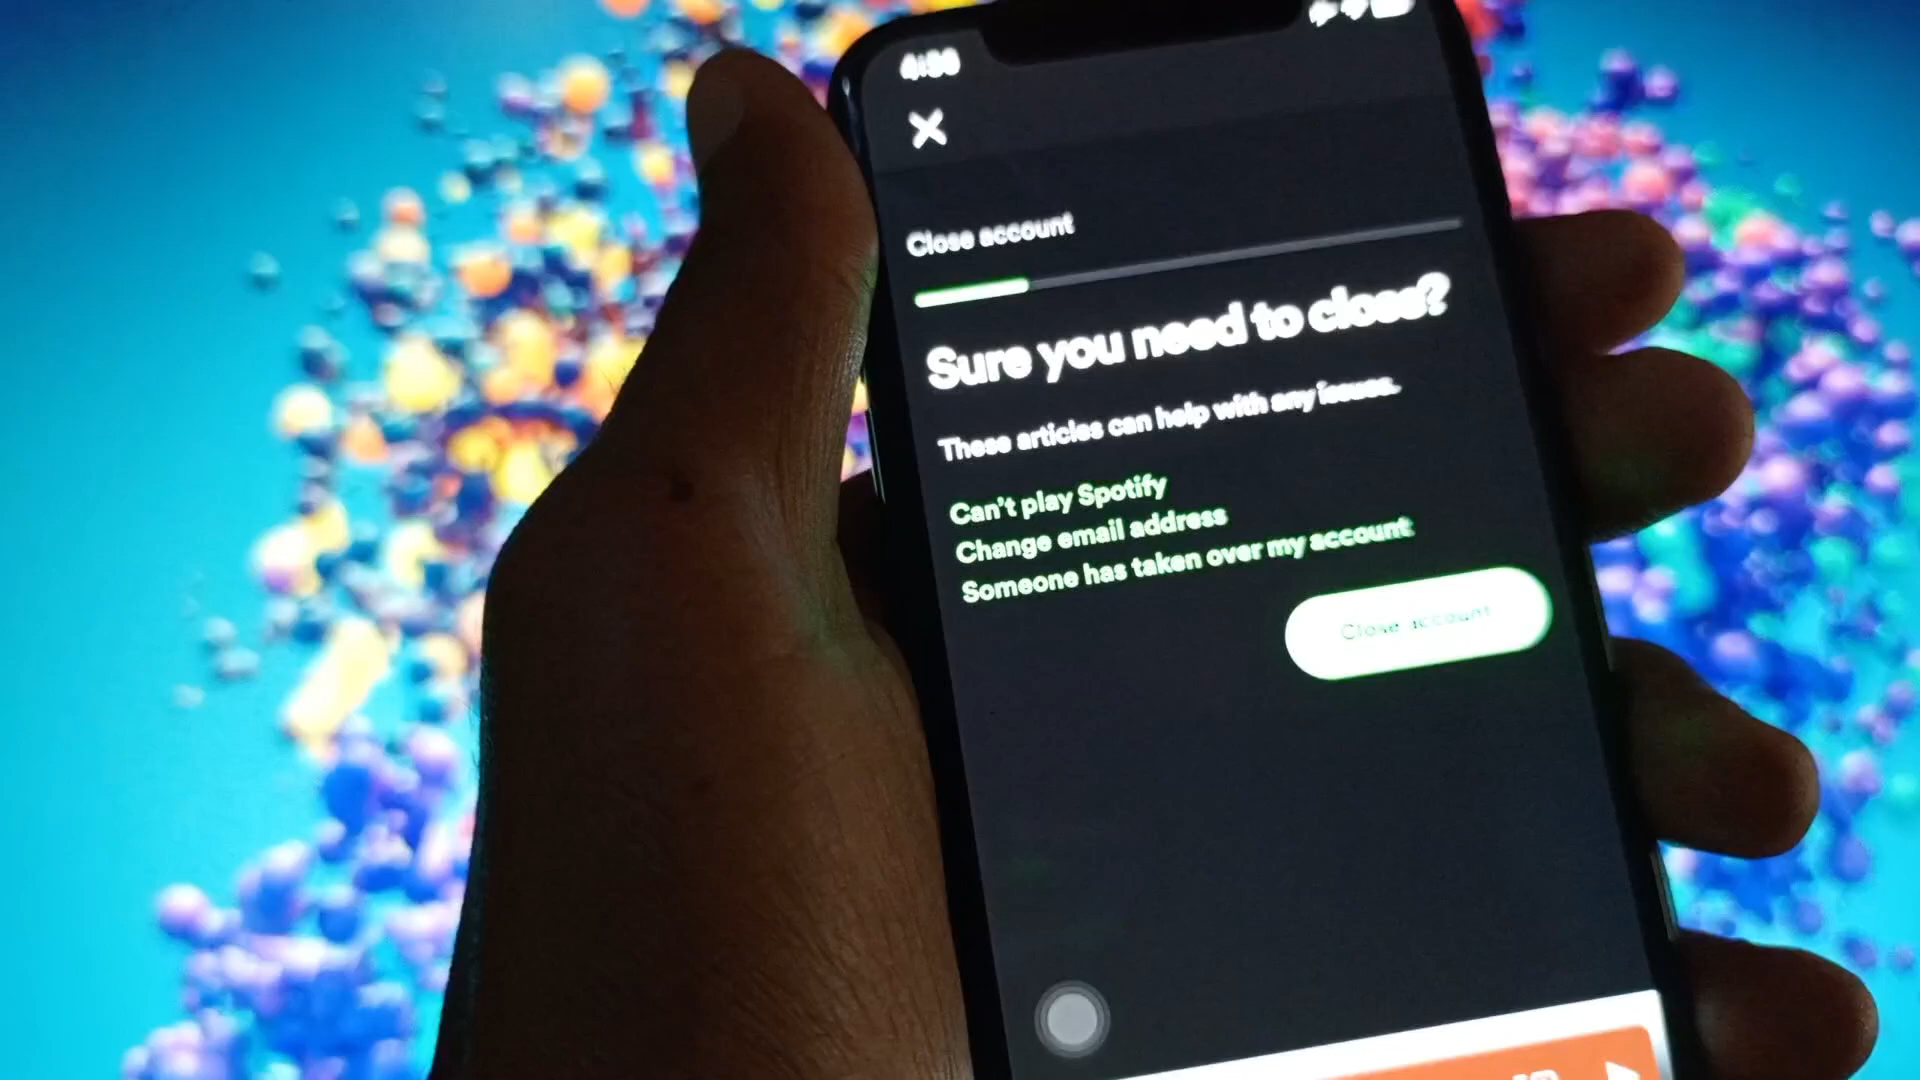 Close account
Sure you need to close?
These articles can help with any issues.
Can't play Spotify
Change email address
Someone has taken over my account
Close account